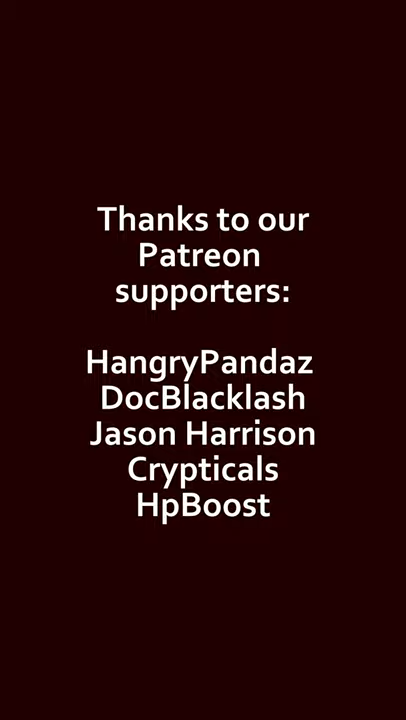 Thanks to our
Patreon
supporters:
HangryPandaz
DocBlacklash
Jason Harrison
Crypticals
HpBoost